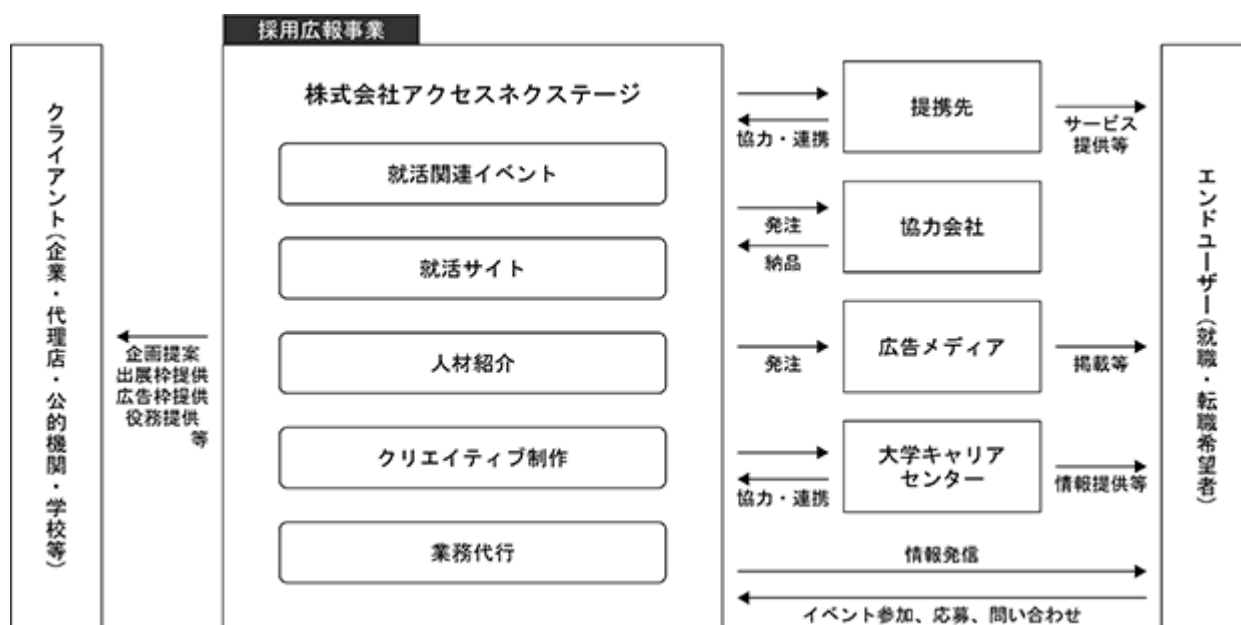 採用広報事業
クライアント(企業・代理店・公的機関・学校等)
企画提案
出展枠提供
広告枠提供
役務提供
等
株式会社アクセスネクステージ
就活関連イベント
就活サイト
人材紹介
クリエイティブ制作
業務代行
協力・連携
提携先
サービス
提供等
発注
納品
協力会社
発注
広告メディア
掲載等
協力・連携
大学キャリア
センター
情報提供等
情報発信
イベント参加、応募、問い合わせ
エンドユーザー(就職・転職希望者)